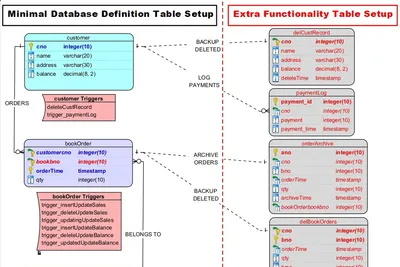 Minimal Database Definition Table Setup
Extra Functionality Table Setup
customer
cno integer(10)
name varchar(20)
address varchar(30)
balance decimal(8, 2)
customer Triggers
deleteCustRecord
trigger_paymentLog
ORDERS
bookOrder
customercno integer(10)
bookbno integer(10)
orderTime timestamp
qty integer(10)
bookOrder Triggers
trigger_insertUpdateSales
trigger_deleteUpdateSales
trigger_updatingUpdateSales
trigger_insertUpdateBalance
trigger_deleteUpdateBalance
trigger_updatedUpdateBalance
BELONGS TO
BACKUP
DELETED
LOG
PAYMENTS
ARCHIVE
ORDERS
BACKUP
DELETED
delCustRecord
cno integer(10)
name varchar(20)
address varchar(30)
balance decimal(8, 2)
deleteTime timestamp
paymentLog
payment_id integer(10)
cno integer(10)
payment integer(10)
payment_time timestamp
orderArchive
ano integer(10)
cno integer(10)
bno integer(10)
orderTime timestamp
qty integer(10)
archiveTime timestamp
bookOrderbookbno integer(10)
delBookOrders
cno integer(10)
bno integer(10)
orderTime timestamp
qty integer(10)